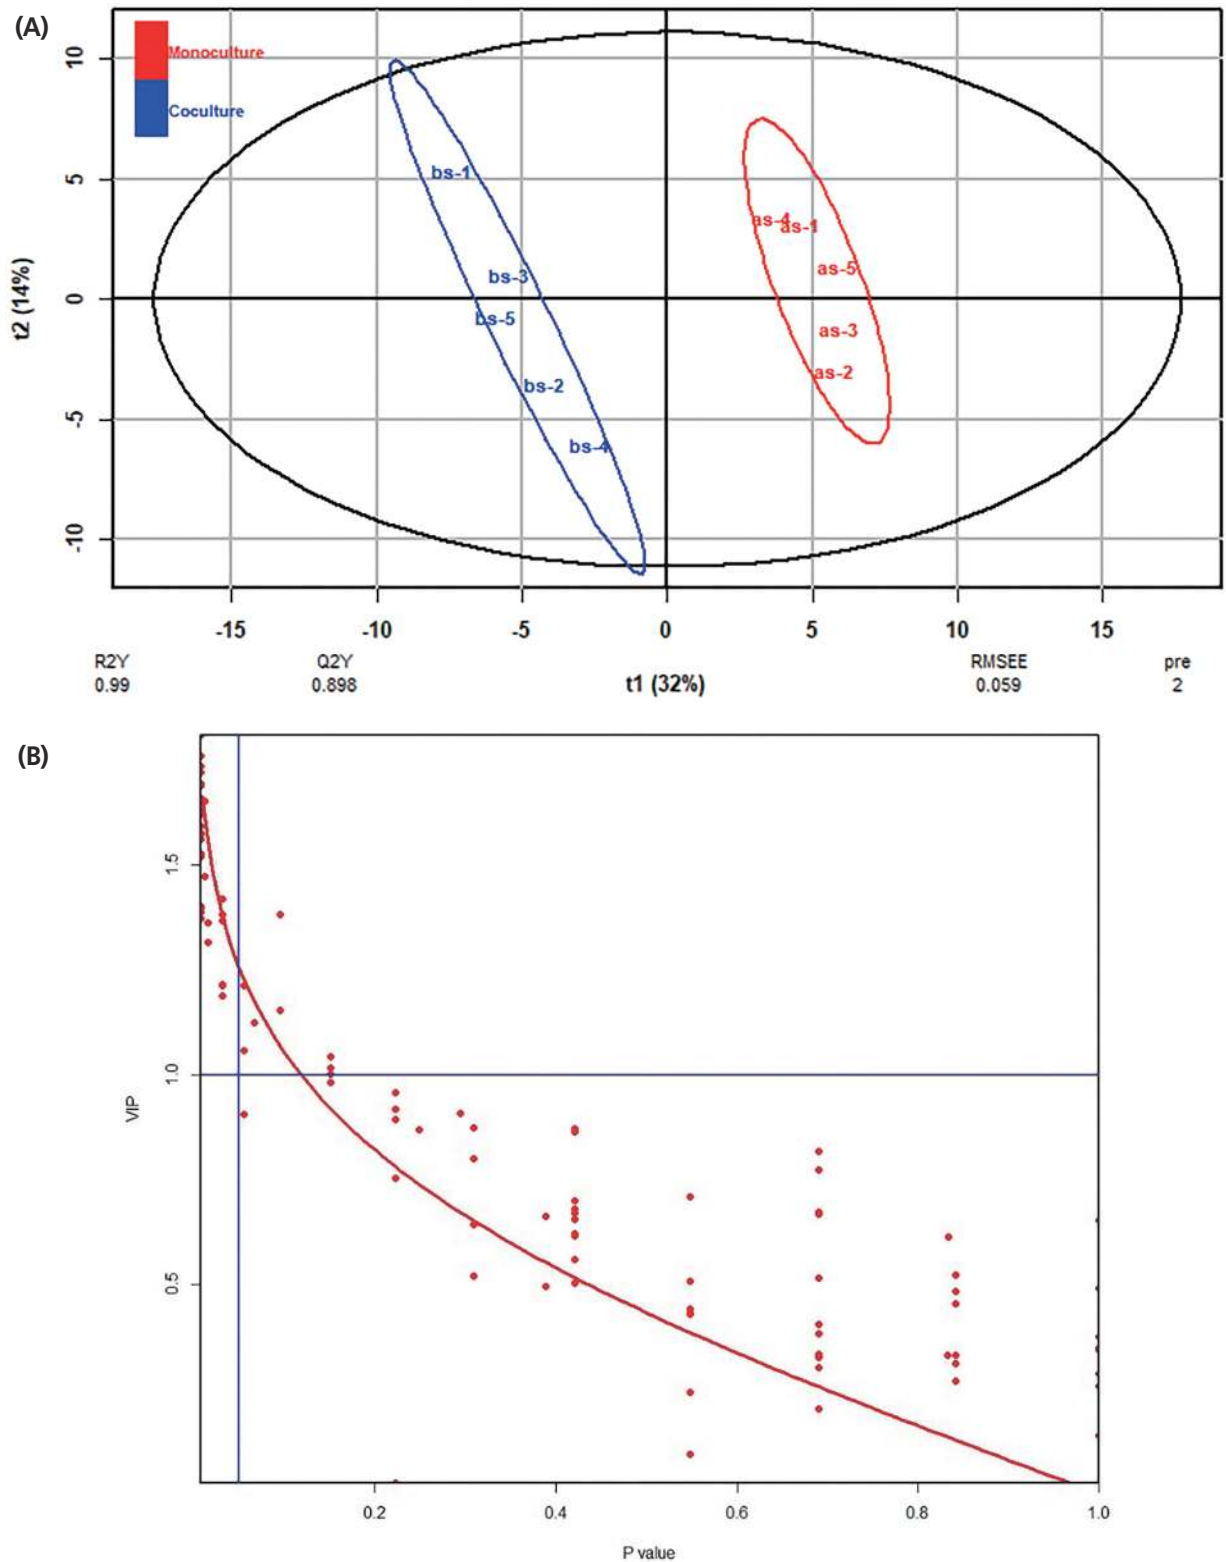 (A)
Monoculture
Coculture
t2 (14%)
10
5
0
-5
-10
bs-1
bs-3
bs-5
bs-2
bs-4
as-4
as-1
as-5
as-3
as-2
-15 -10 -5 0 5 10 15
R2Y Q2Y RMSEE pre
0.99 0.898 t1 (32%) 0.059 2
(B)
VIP
1.5
1.0
0.5
0.2 0.4 0.6 0.8 1.0
P value